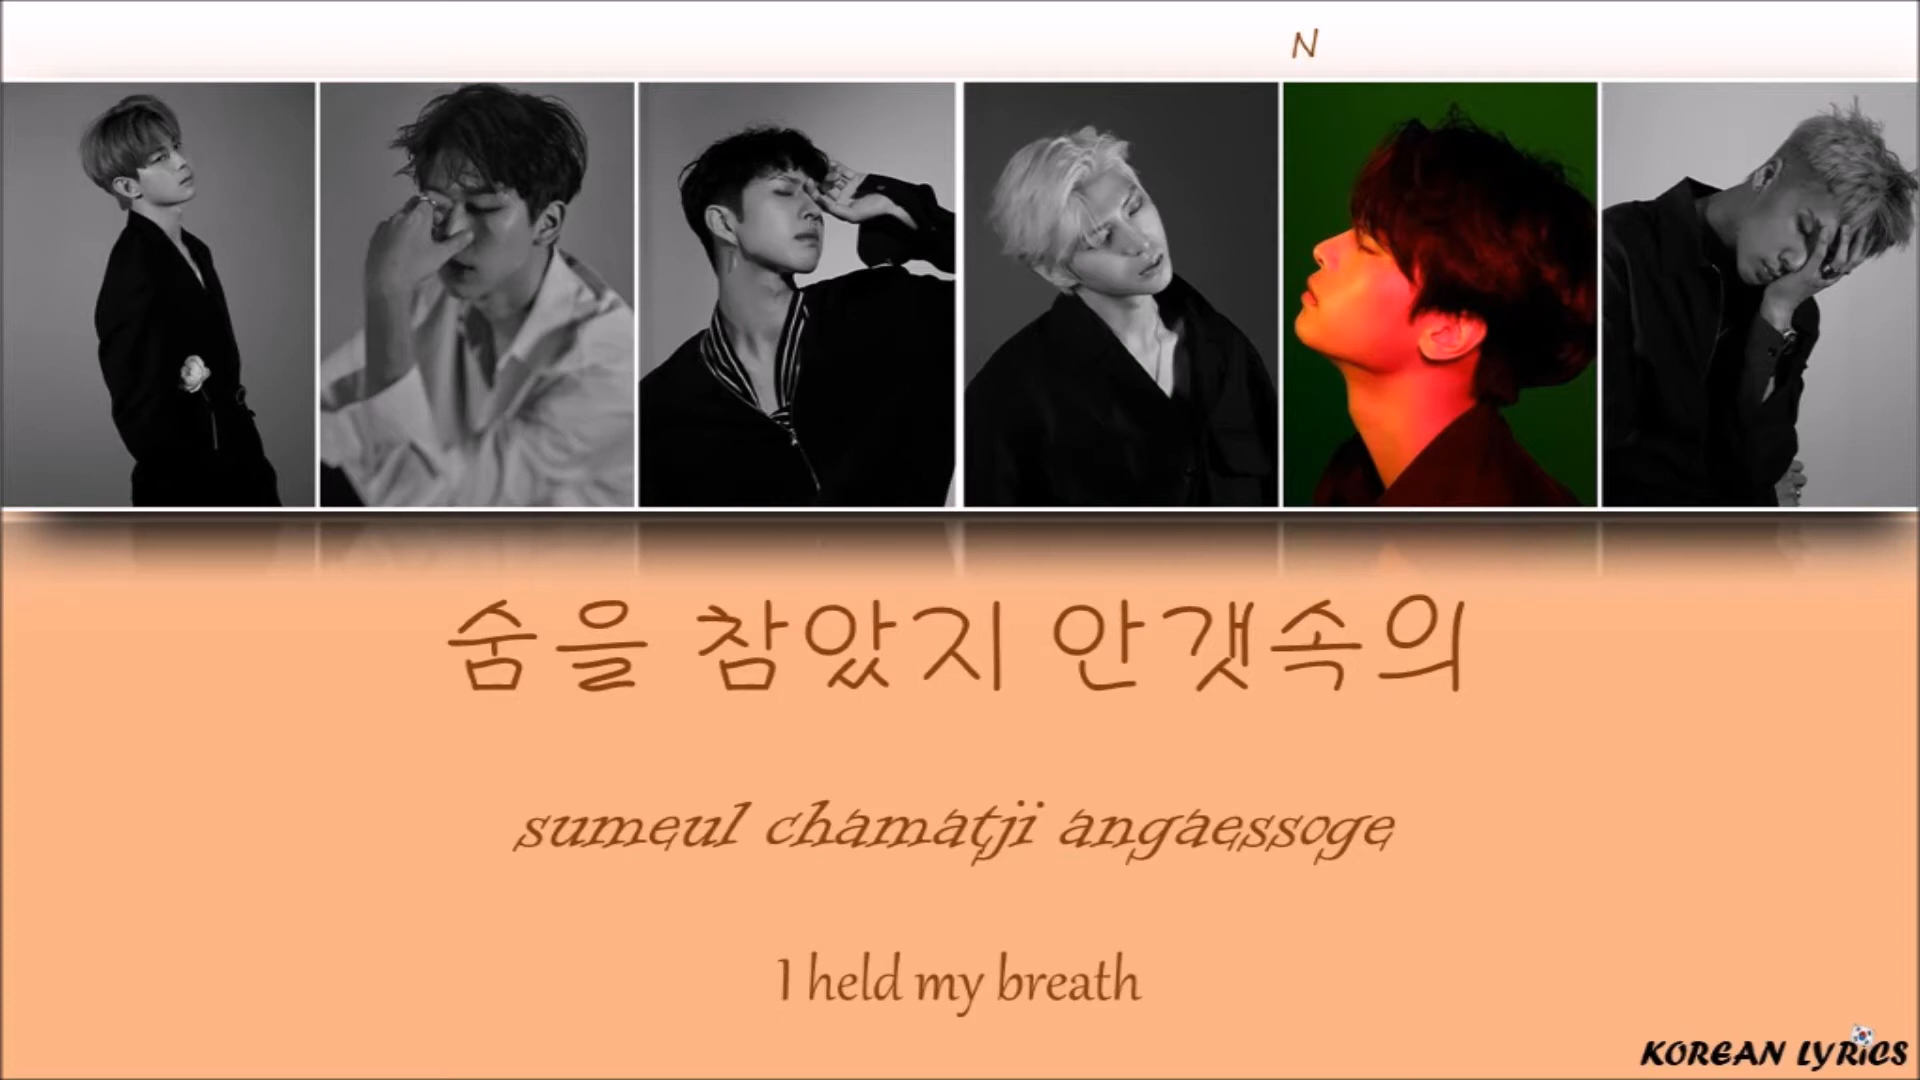 N
숨을 참았지 안갯속의
sumeul chamatji angaessoge
I held my breath
KOREAN LYRICS